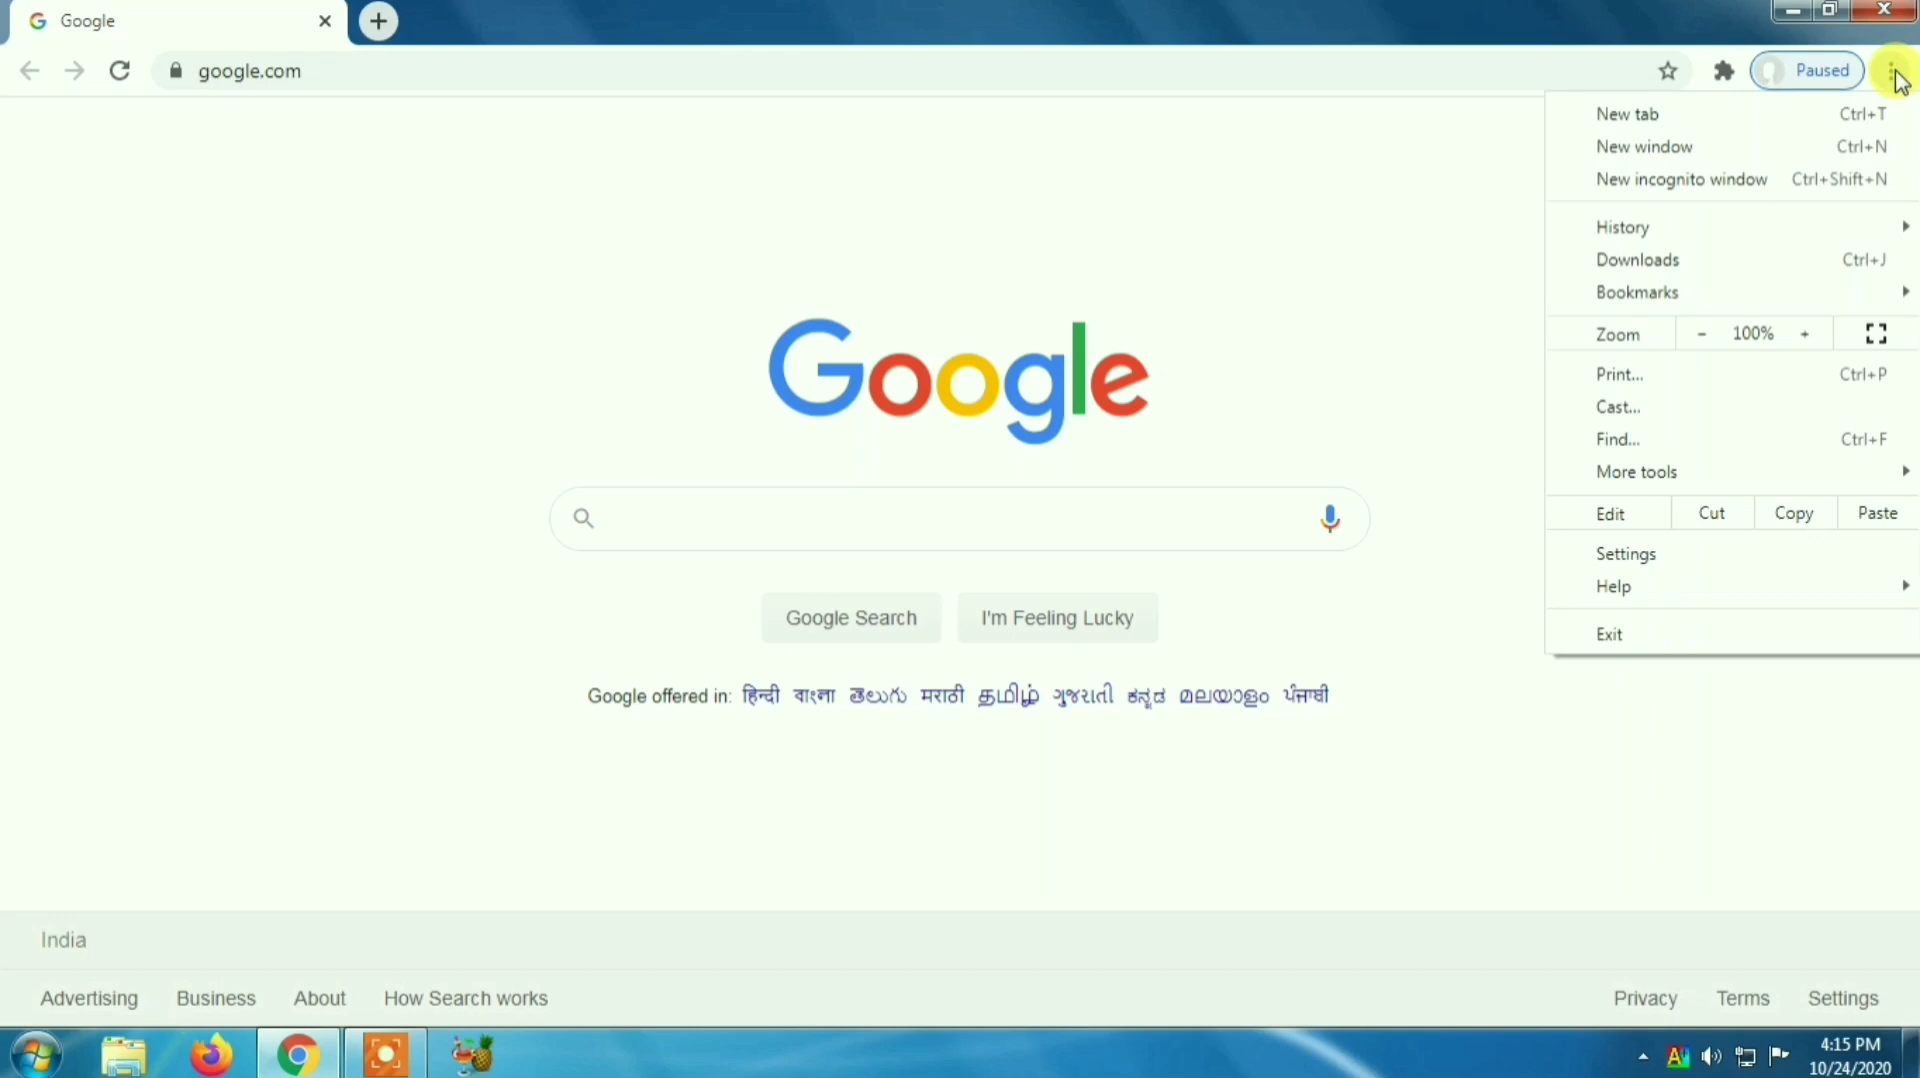 Google
google.com
Paused
New tab Ctrl+T
New window Ctrl+N
New incognito window Ctrl+Shift+N
History
Downloads Ctrl+J
Bookmarks
Zoom - 100% +
Print... Ctrl+P
Cast...
Find... Ctrl+F
More tools
Edit Cut Copy Paste
Settings
Help
Exit
Google
Google Search I'm Feeling Lucky
Google offered in: हिन्दी বাংলা తెలుగు मराठी தமிழ் ગુજરાતી ಕನ್ನಡ മലയാളം ਪੰਜਾਬੀ
India
Advertising Business About How Search works Privacy Terms Settings
4:15 PM
10/24/2020